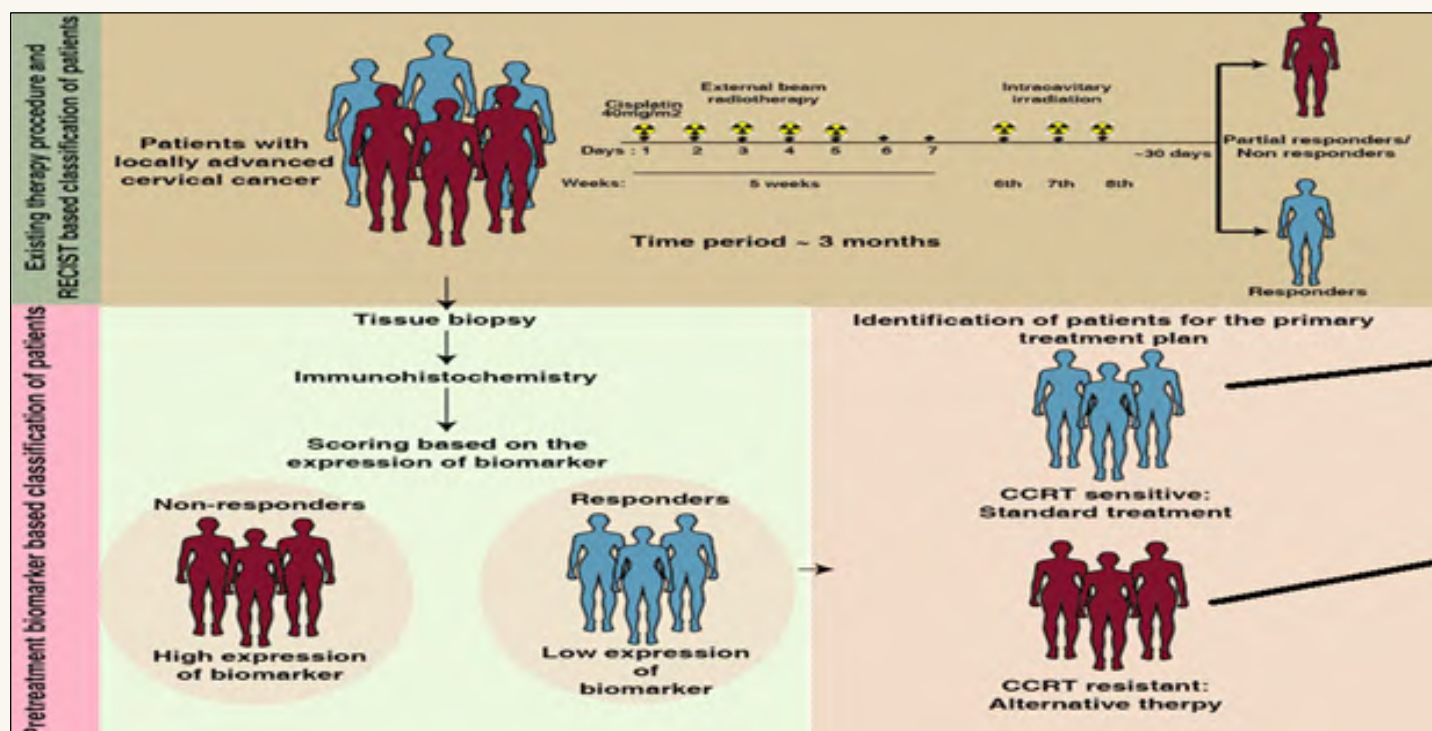 Existing therapy procedure and
RECIST based classification of patients
Patients with
locally advanced
cervical cancer
Cisplatin
40mg/m2
External beam
radiotherapy
Intracavitary
irradiation
Days : 1 2 3 4 5 6 7
~30 days
Weeks: 5 weeks 6th 7th 8th
Time period ~ 3 months
Partial responders/
Non responders
Responders
Pretreatment biomarker based classification of patients
Tissue biopsy
Immunohistochemistry
Scoring based on the
expression of biomarker
Non-responders
High expression
of biomarker
Responders
Low expression
of
biomarker
Identification of patients for the primary
treatment plan
CCRT sensitive:
Standard treatment
CCRT resistant:
Alternative therpy